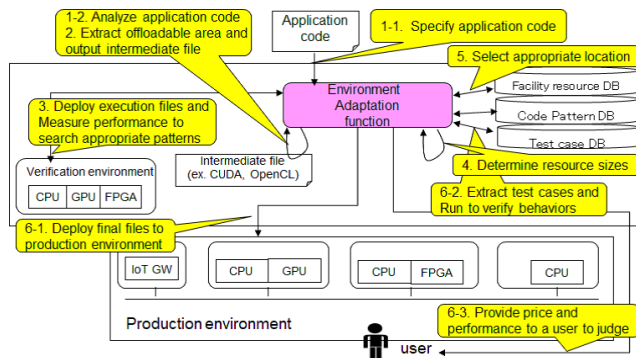 1-2. Analyze application code
2. Extract offloadable area and
output intermediate file
Application
code
1-1. Specify application code
5. Select appropriate location
Environment
Adaptation
function
Facility resource DB
Code Pattern DB
Test case DB
3. Deploy execution files and
Measure performance to
search appropriate patterns
Intermediate file
(ex. CUDA, OpenCL)
4. Determine resource sizes
Verification environment
CPU GPU FPGA
6-2. Extract test cases and
Run to verify behaviors
6-1. Deploy final files to
production environment
IoT GW
CPU GPU
CPU FPGA
CPU
Production environment
6-3. Provide price and
performance to a user to judge
user